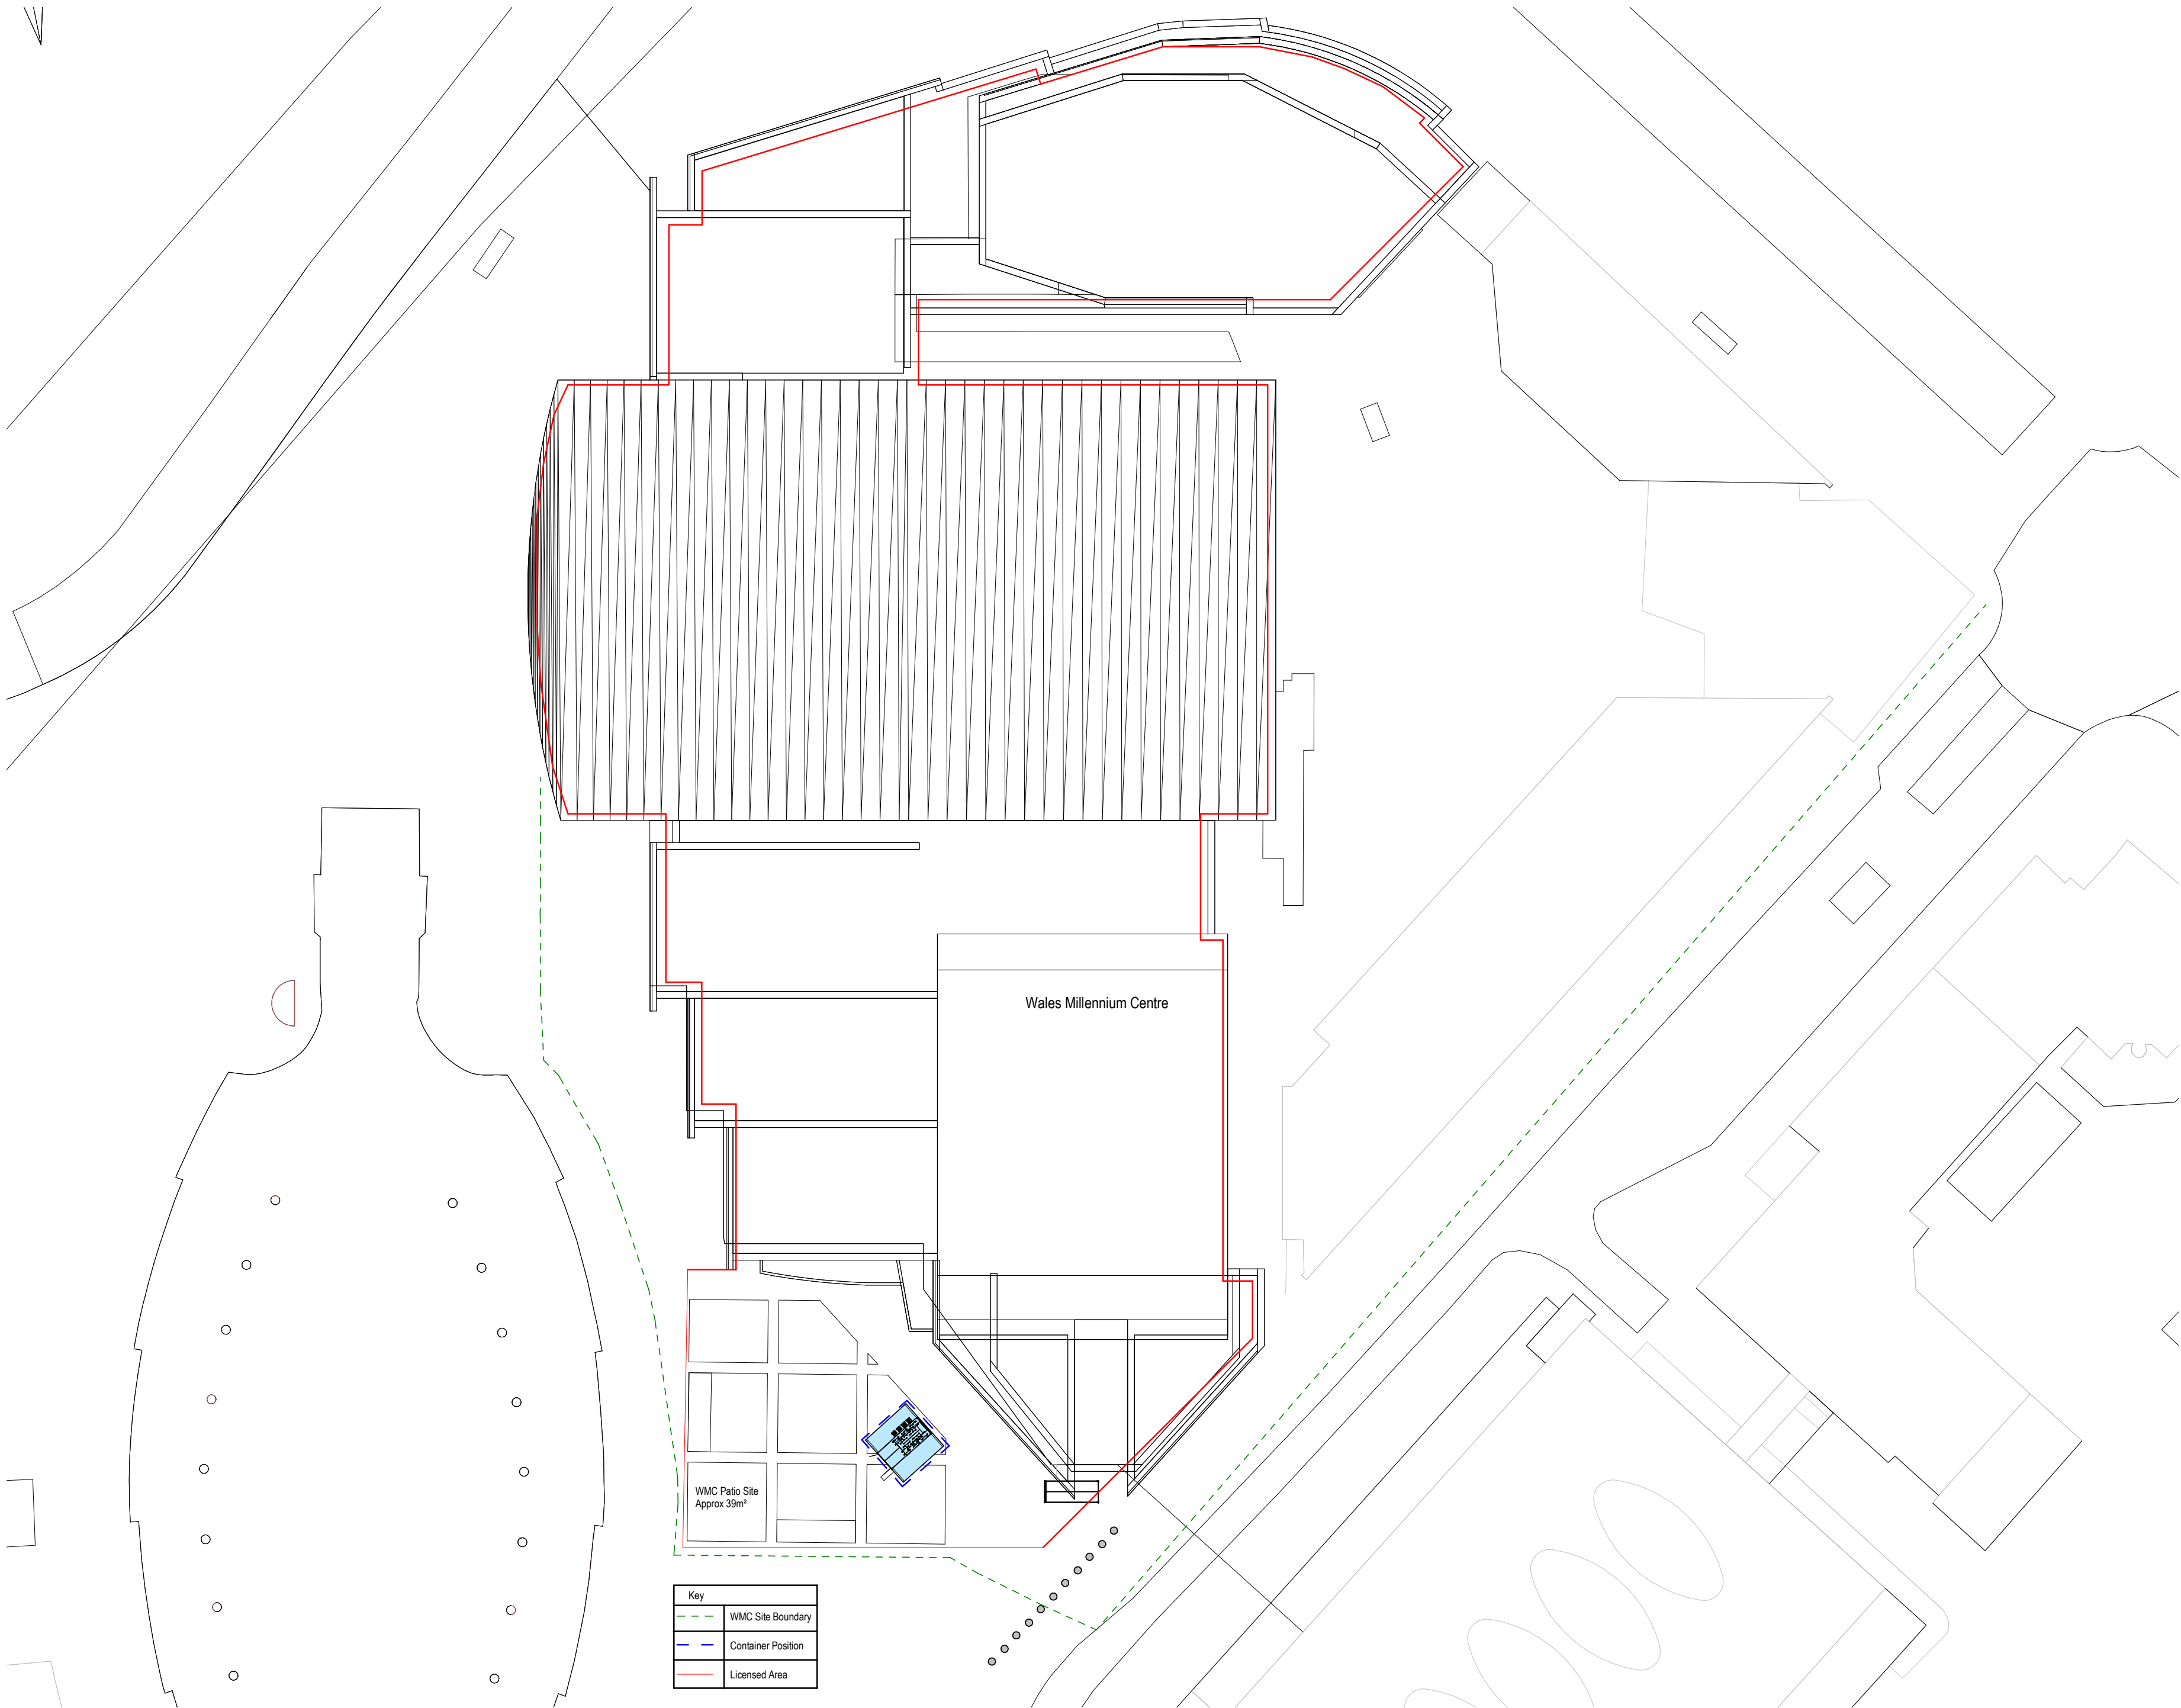 Wales Millennium Centre
WMC Patio Site
Approx 39m²
Key
WMC Site Boundary
Container Position
Licensed Area